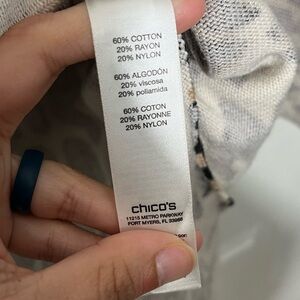 60% COTTON
20% RAYON
20% NYLON
60% ALGODÓN
20% viscosa
20% poliamida
60% COTON
20% RAYONNE
20% NYLON
chico's
11215 METRO PARKWAY
FORT MYERS, FL 33966